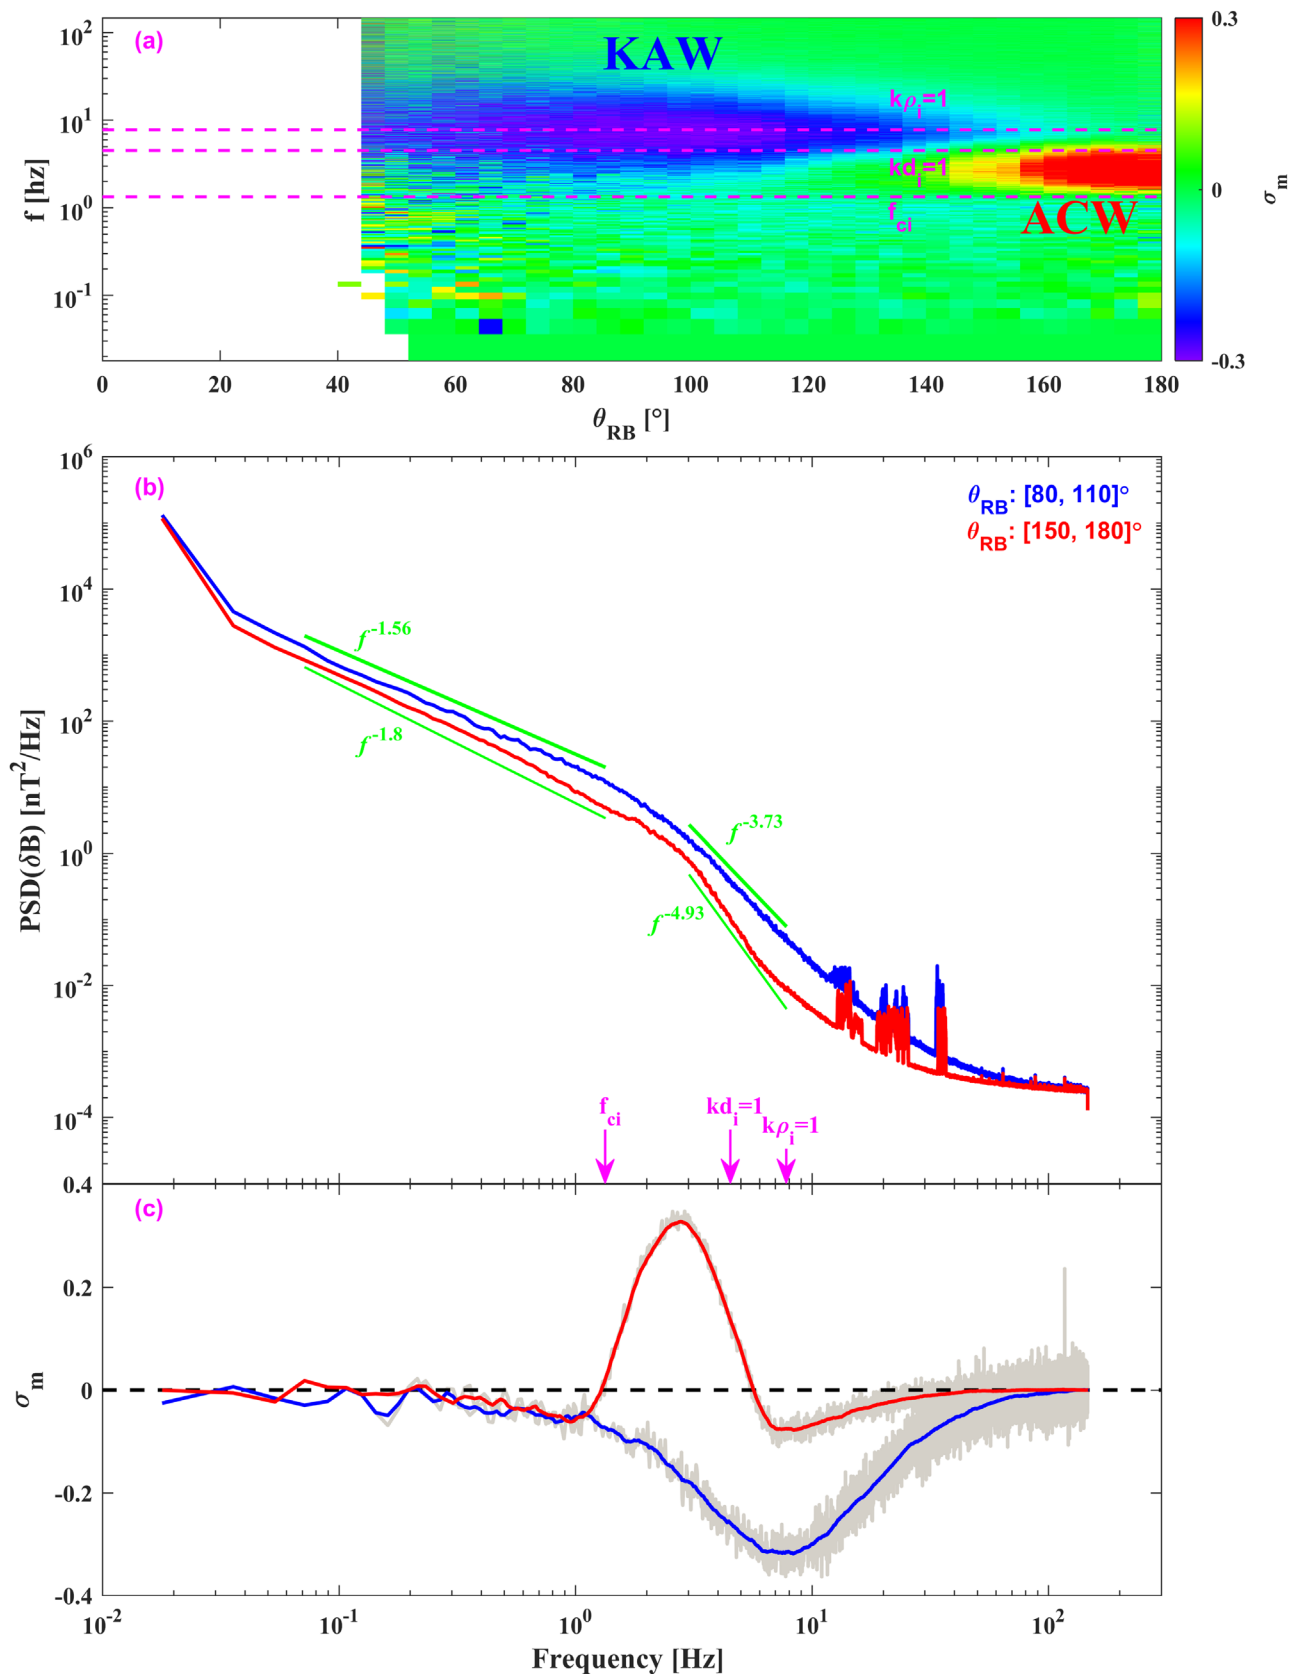 (a)
KAW
kρi=1
kdi=1
fci
ACW
f [hz]
10^2
10^1
10^0
10^-1
0 20 40 60 80 100 120 140 160 180
θRB [°]
0.3
0
-0.3
σm
(b)
θRB: [80, 110]°
θRB: [150, 180]°
f^-1.56
f^-1.8
f^-3.73
f^-4.93
PSD(δB) [nT^2/Hz]
10^6
10^4
10^2
10^0
10^-2
10^-4
fci
kdi=1
kρi=1
(c)
σm
0.4
0.2
0
-0.2
-0.4
10^-2 10^-1 10^0 10^1 10^2
Frequency [Hz]